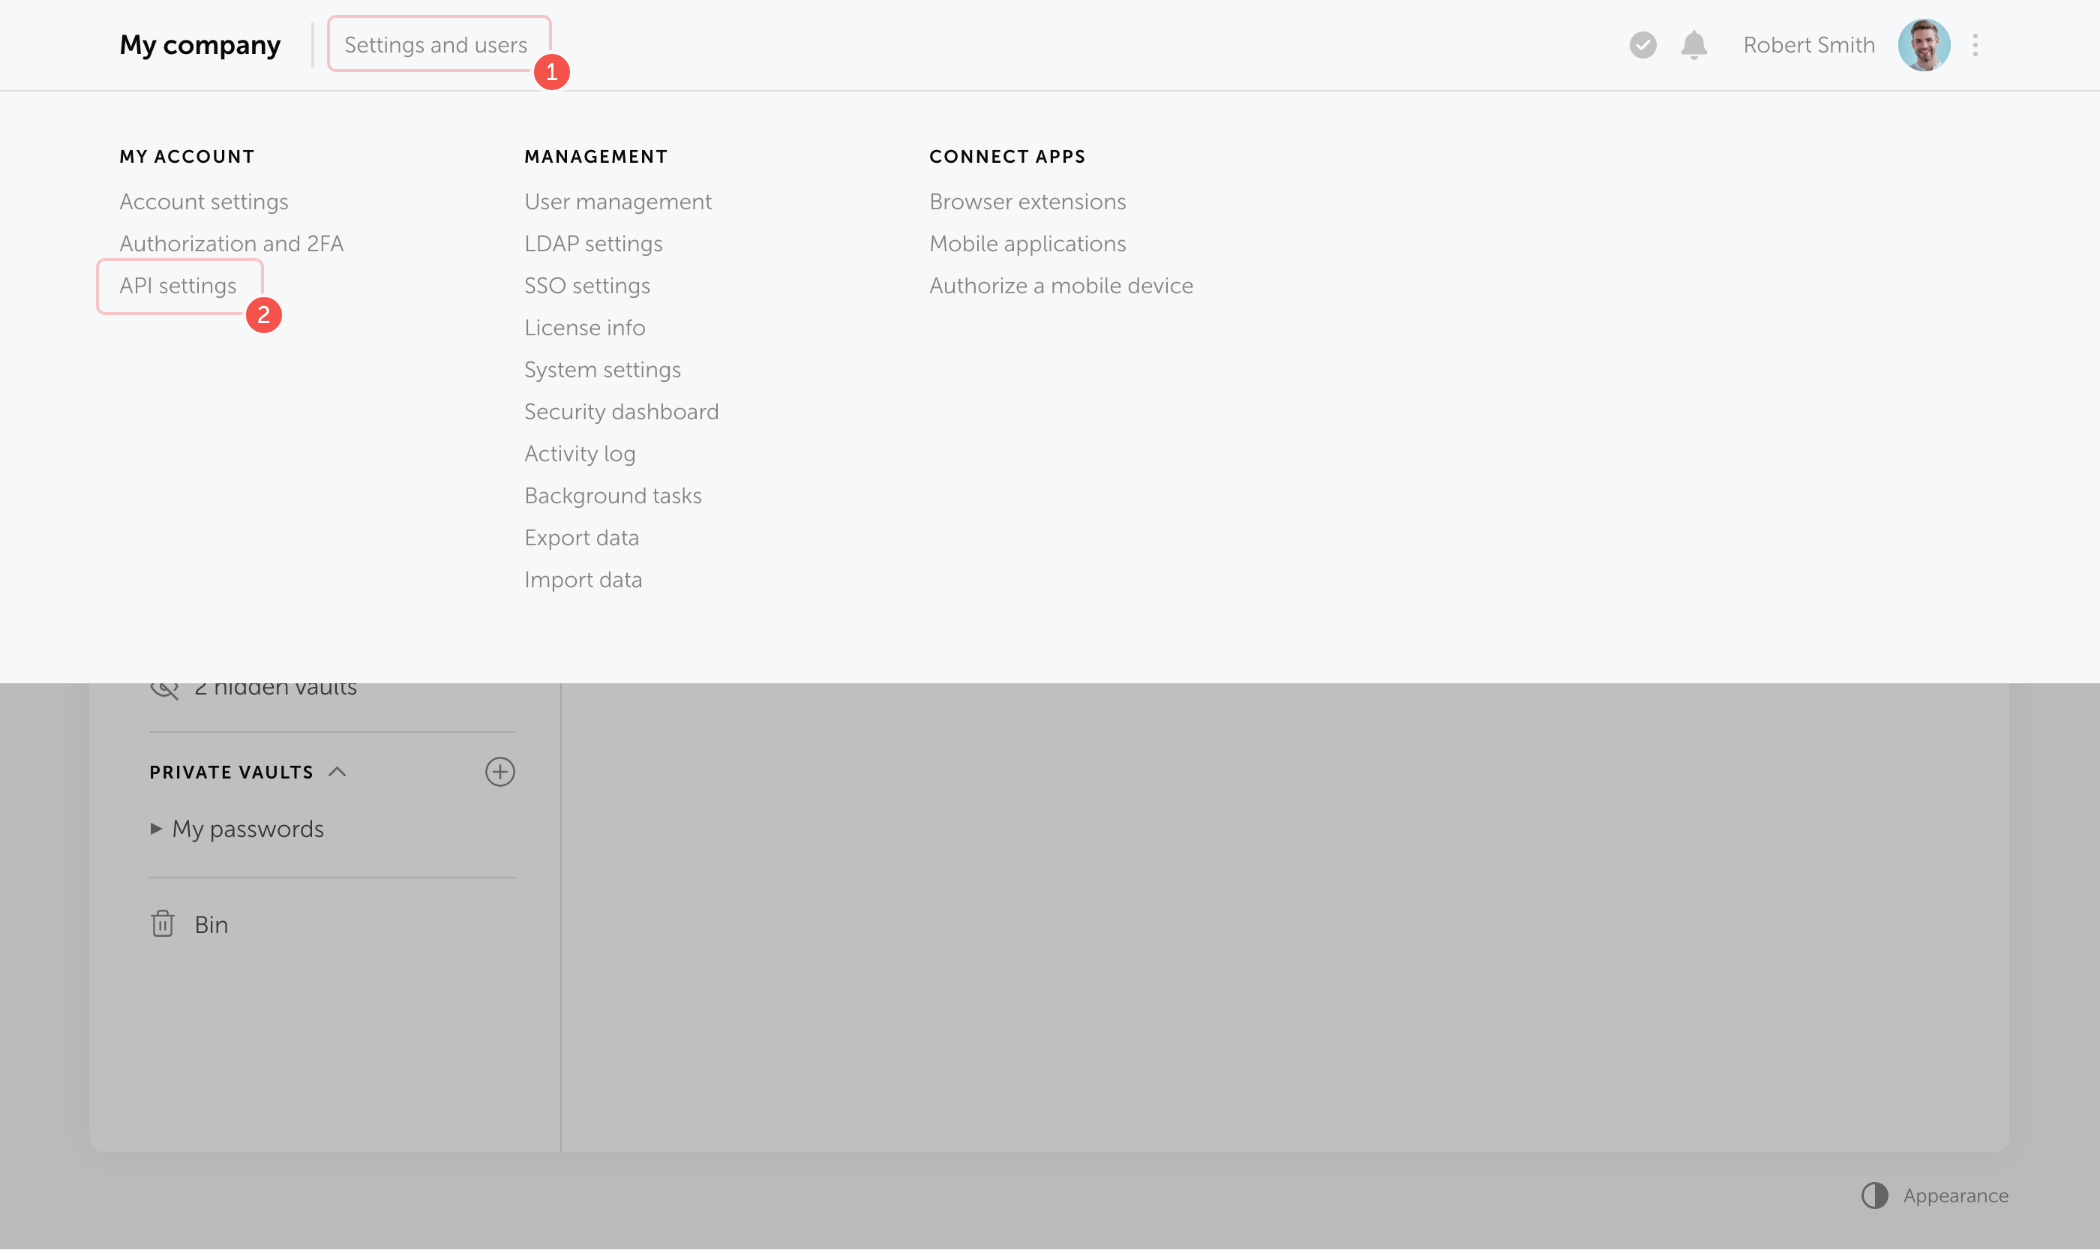 My company
Settings and users
1
Robert Smith
MY ACCOUNT
Account settings
Authorization and 2FA
API settings
2
MANAGEMENT
User management
LDAP settings
SSO settings
License info
System settings
Security dashboard
Activity log
Background tasks
Export data
Import data
CONNECT APPS
Browser extensions
Mobile applications
Authorize a mobile device
2 hidden vaults
PRIVATE VAULTS
My passwords
Bin
Appearance